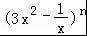 (3x² - 1/x)ⁿ